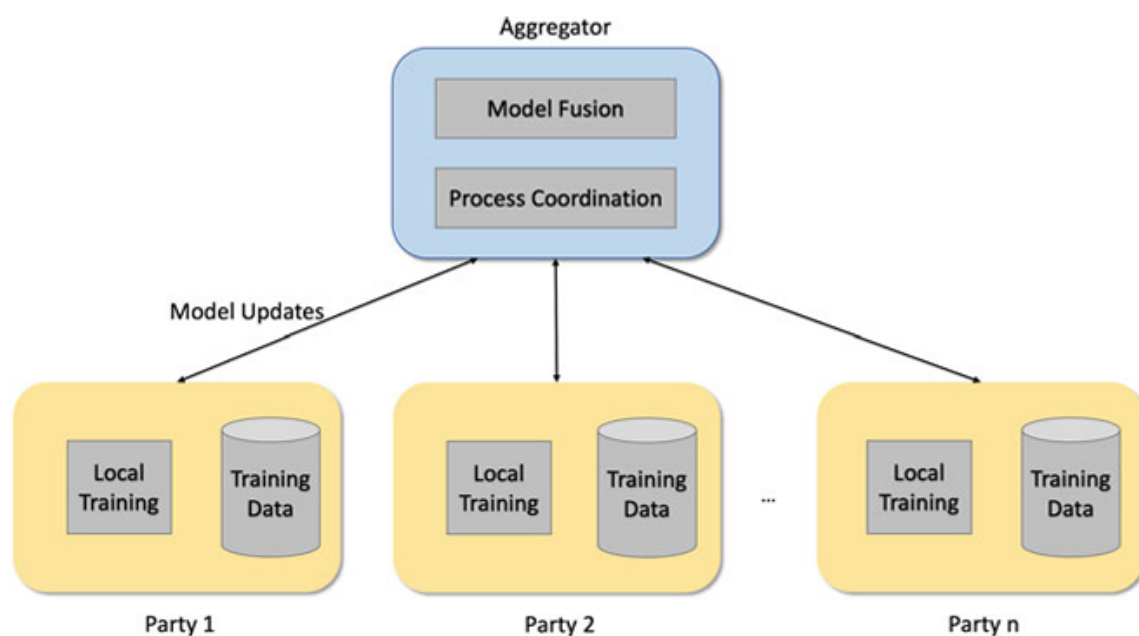 Aggregator
Model Fusion
Process Coordination
Model Updates
Local
Training
Training
Data
Local
Training
Training
Data
...
Local
Training
Training
Data
Party 1
Party 2
Party n